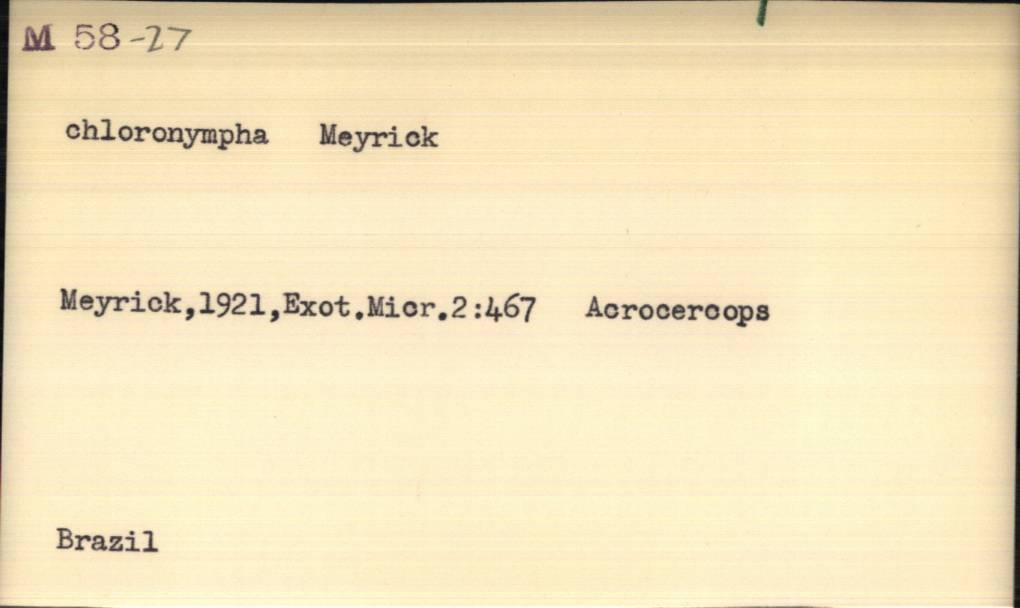 M 58-27
chloronympha Meyrick
Meyrick,1921,Exot.Micr.2:467 Acrocercops
Brazil